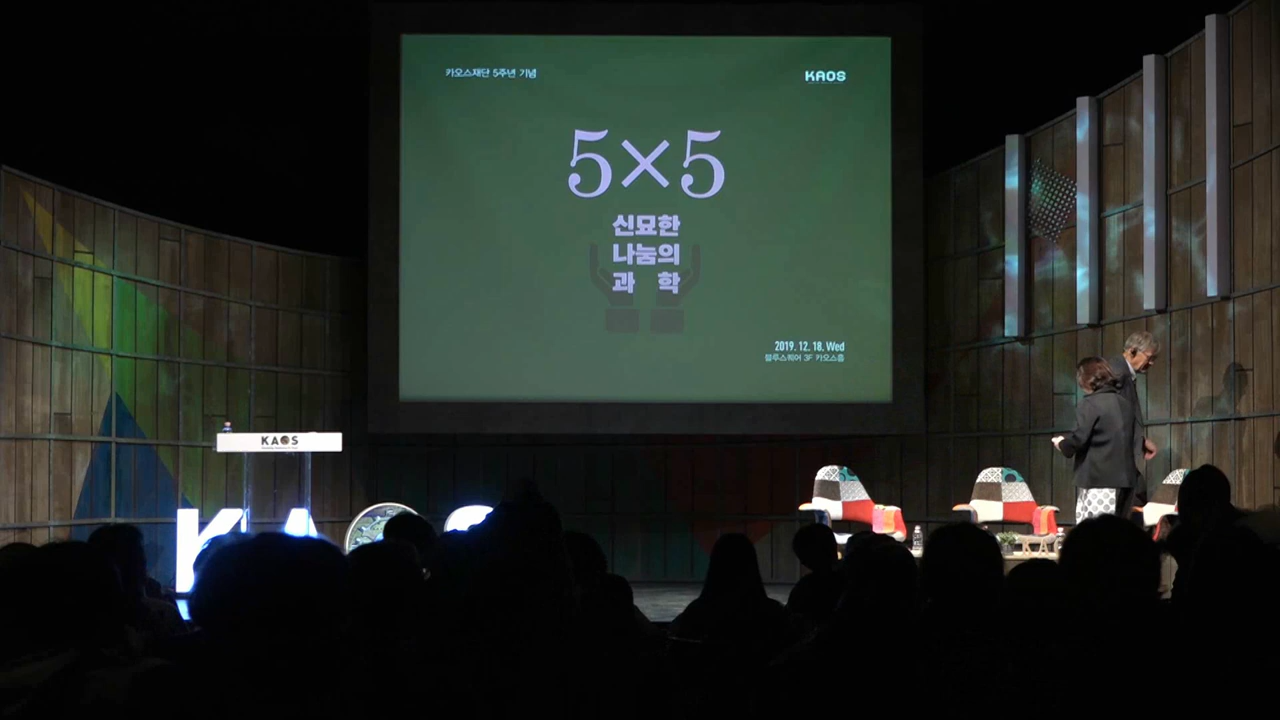 카오스재단 5주년 기념
KAOS
5×5
신묘한
나눔의
과 학
2019. 12. 18. Wed
블루스퀘어 3F 카오스홀
KAOS